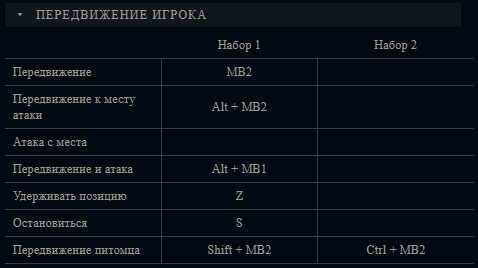 ПЕРЕДВИЖЕНИЕ ИГРОКА
Набор 1 Набор 2
Передвижение MB2
Передвижение к месту
атаки Alt + MB2
Атака с места
Передвижение и атака Alt + MB1
Удерживать позицию Z
Остановиться S
Передвижение питомца Shift + MB2 Ctrl + MB2